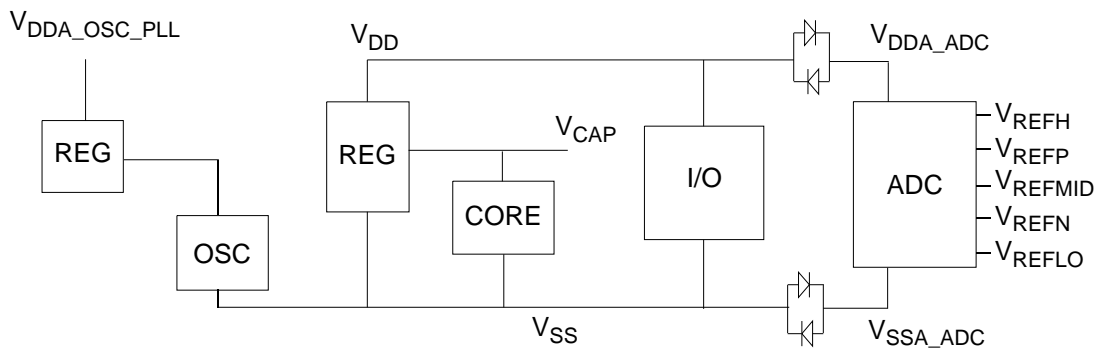 VDDA_OSC_PLL
VDD
VDDA_ADC
REG
REG
VCAP
CORE
I/O
ADC
VREFH
VREFP
VREFMID
VREFN
VREFLO
OSC
VSS
VSSA_ADC